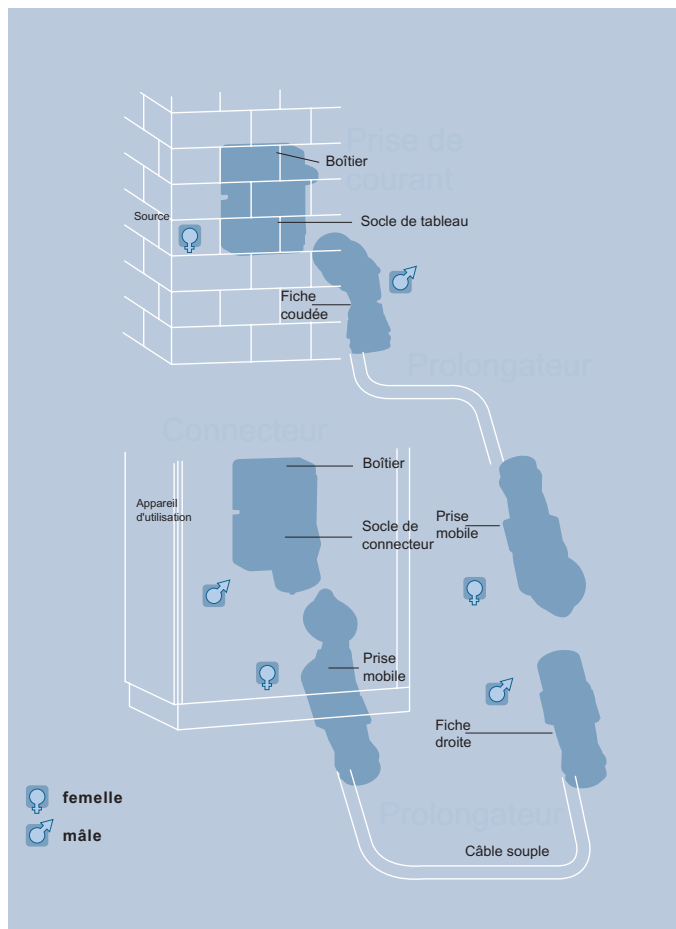 Prise de
courant
Boîtier
Source
Socle de tableau
Fiche
coudée
Prolongateur
Connecteur
Boîtier
Appareil
d'utilisation
Prise
mobile
Socle de
connecteur
Prise
mobile
Fiche
droite
femelle
Prolongateur
mâle
Câble souple